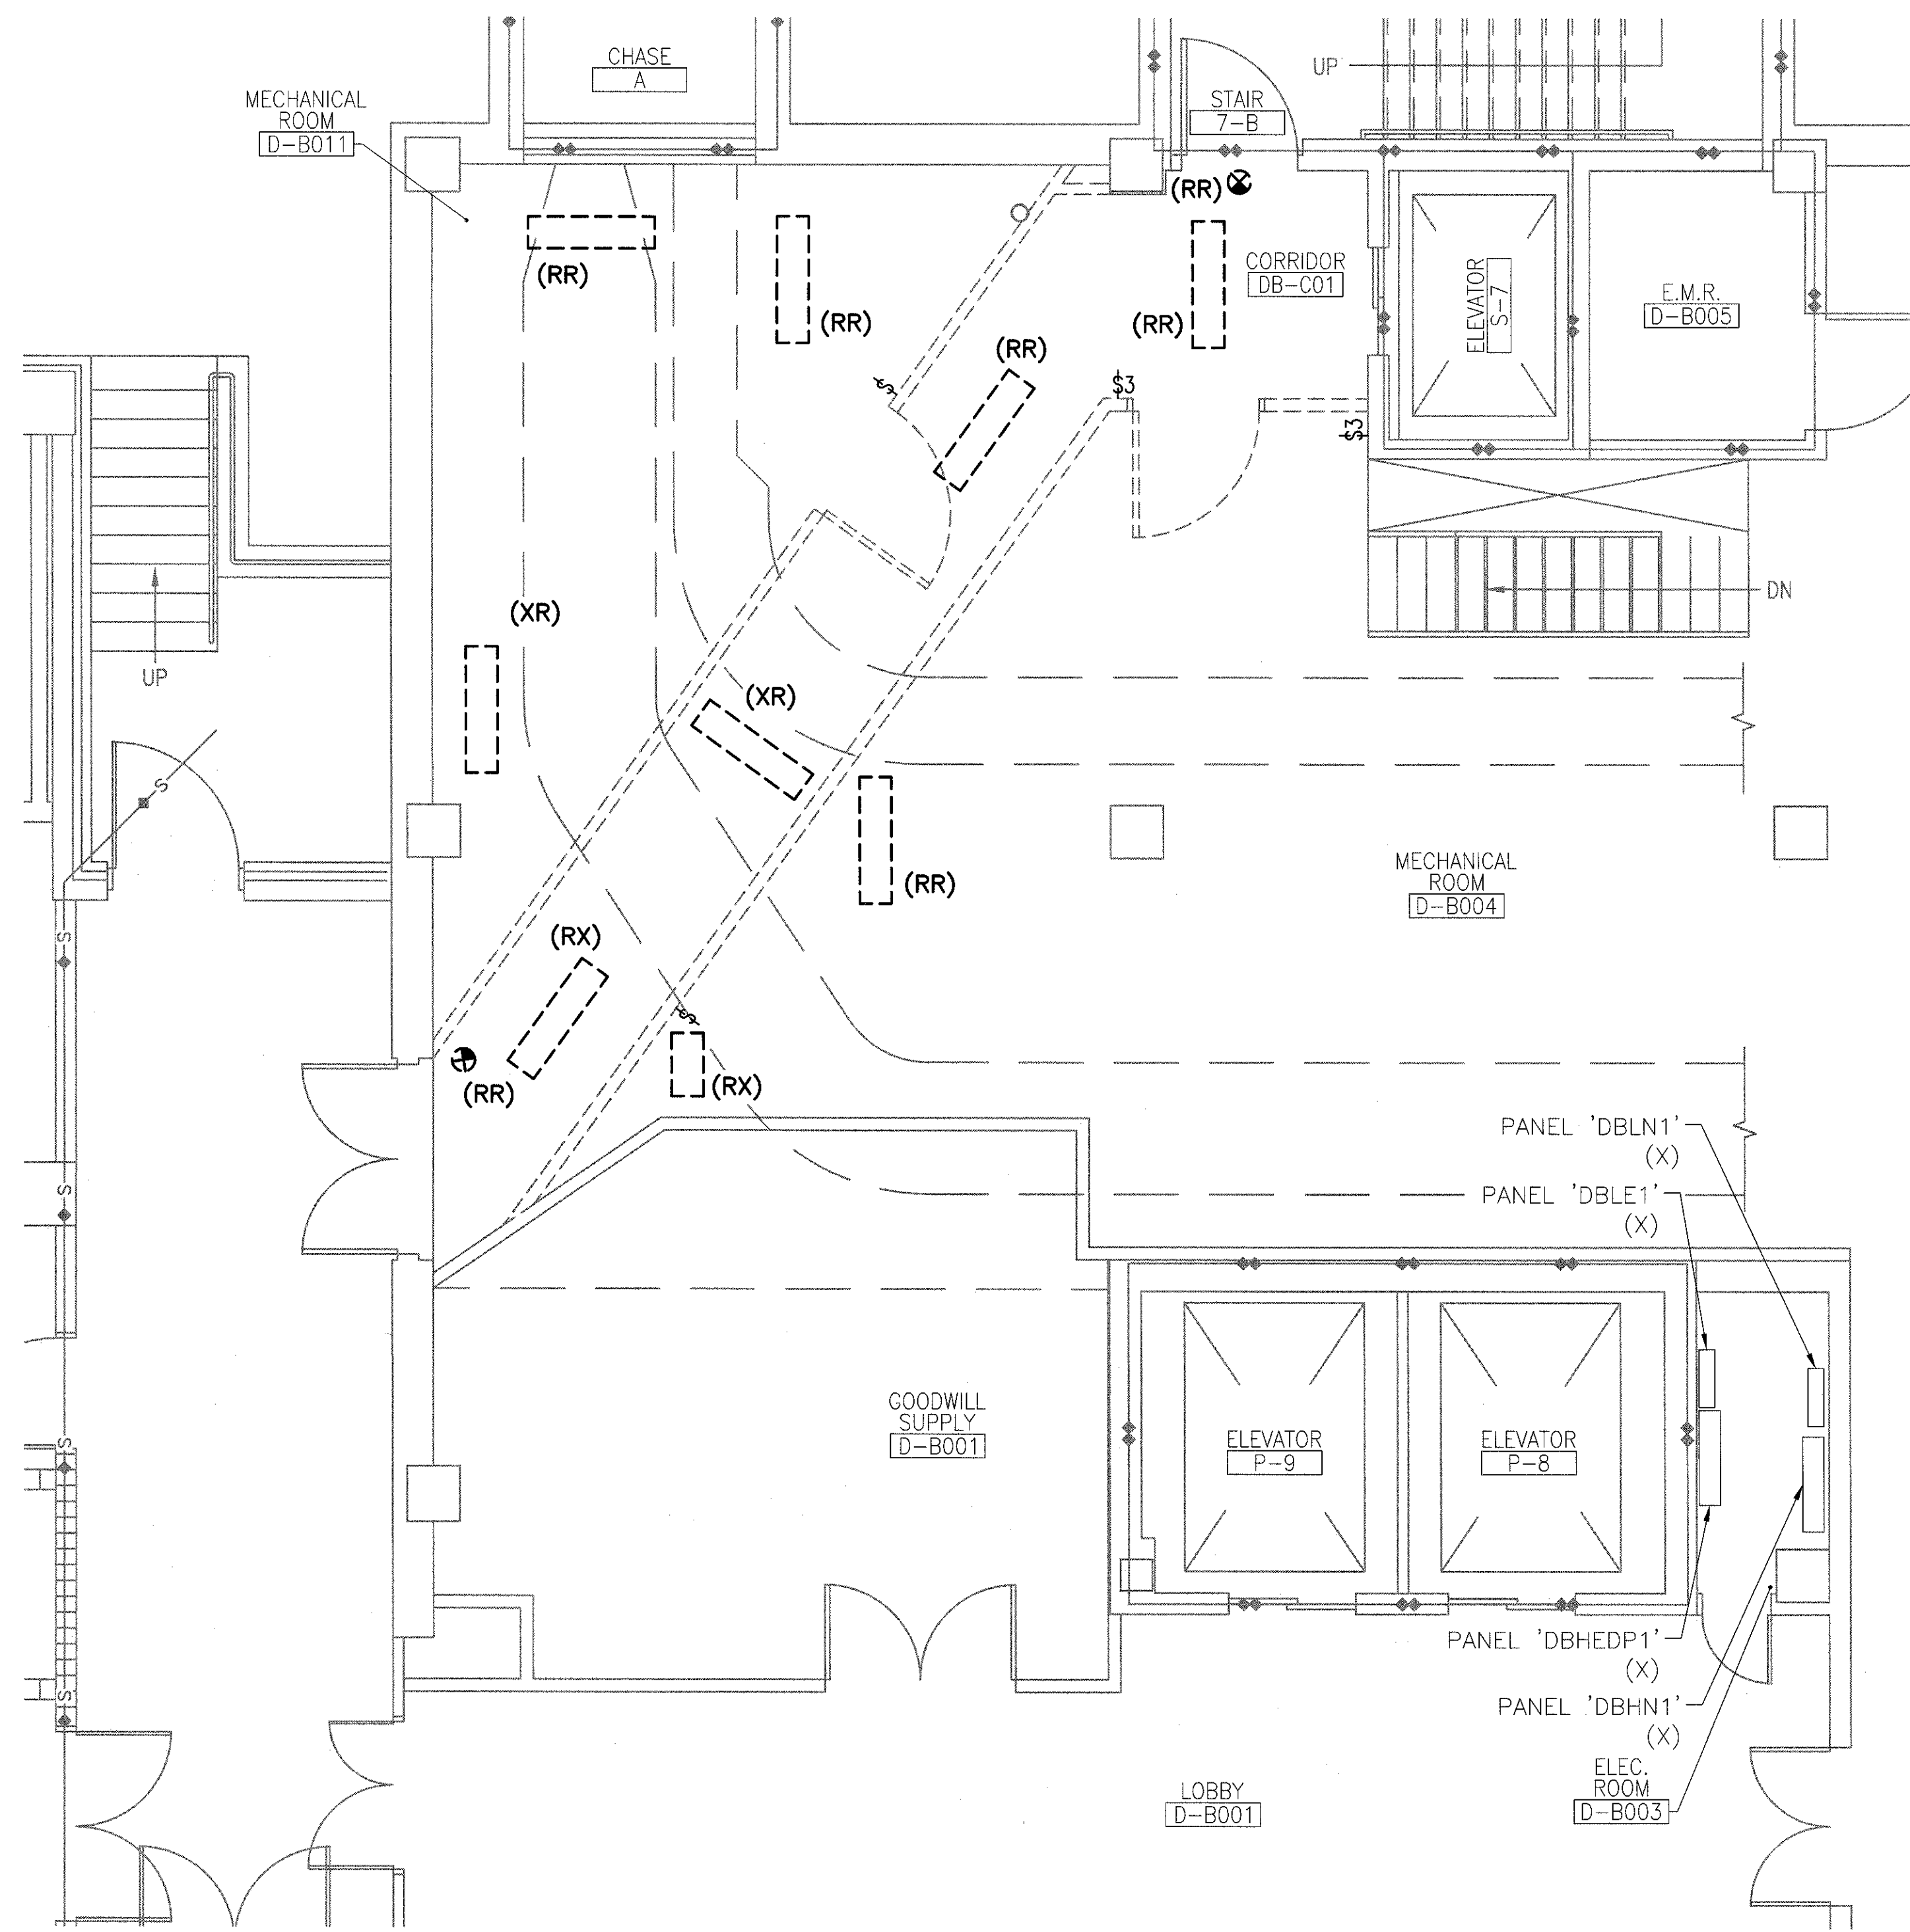 CHASE
A
UP
MECHANICAL
ROOM
D-B011
STAIR
7-B
(RR)
(RR)
CORRIDOR
DB-C01
ELEVATOR
S-7
E.M.R.
D-B005
(RR)
(RR)
(RR)
$
$3
$3
DN
(XR)
UP
(XR)
S
MECHANICAL
ROOM
D-B004
(RR)
S
(RX)
$
(RR)
(RX)
PANEL 'DBLN1'
(X)
S
PANEL 'DBLE1'
(X)
GOODWILL
SUPPLY
D-B001
ELEVATOR
P-9
ELEVATOR
P-8
S
PANEL 'DBHEDP1'
(X)
S
PANEL 'DBHN1'
(X)
ELEC.
ROOM
D-B003
LOBBY
D-B001